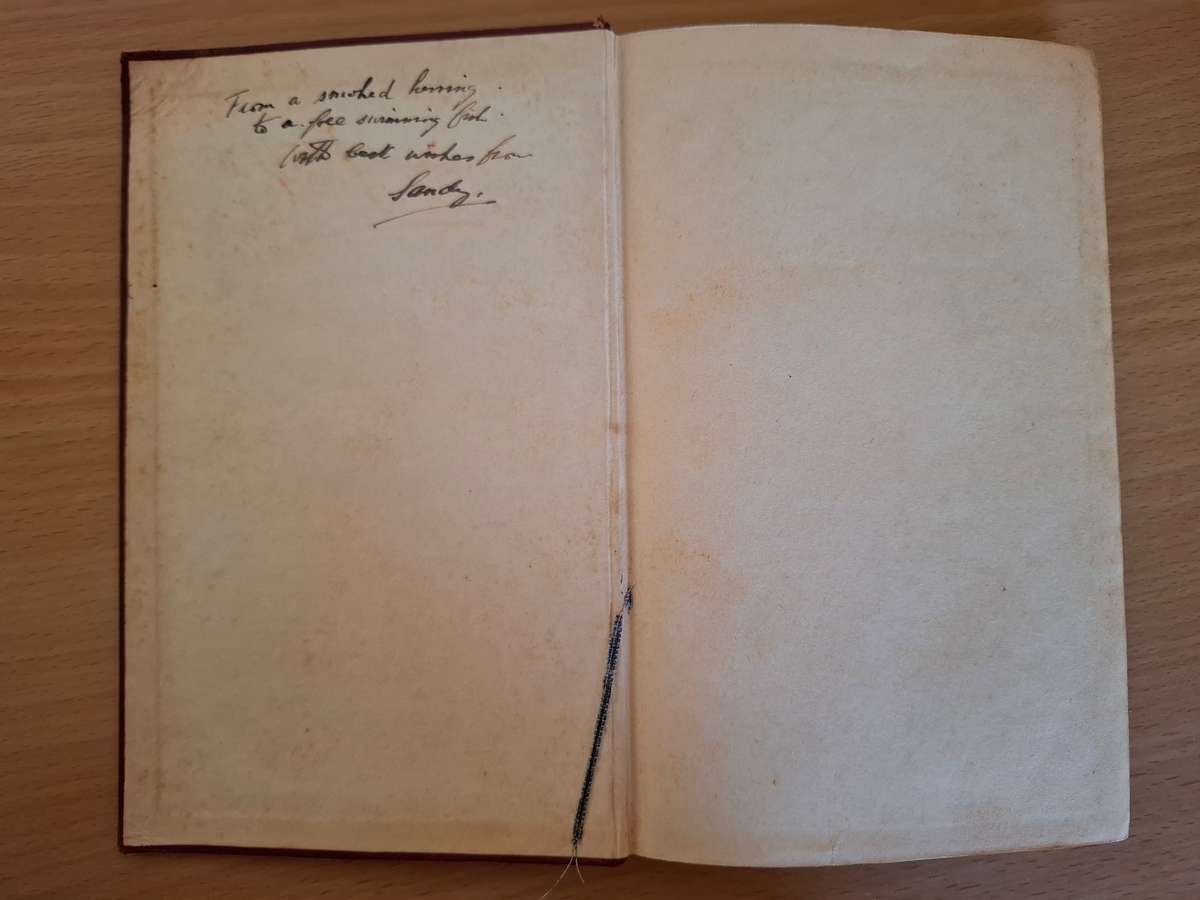 From a smoked herring.
to a free swimming fish.
With best wishes from
Sandy.